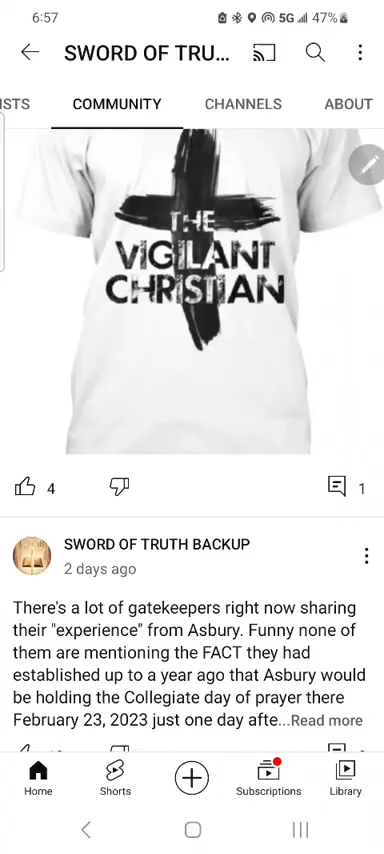 6:57
5G
47%
SWORD OF TRU...
ISTS
COMMUNITY
CHANNELS
ABOUT
THE
VIGILANT
CHRISTIAN
4
1
SWORD OF TRUTH BACKUP
2 days ago
There's a lot of gatekeepers right now sharing
their "experience" from Asbury. Funny none of
them are mentioning the FACT they had
established up to a year ago that Asbury would
be holding the Collegiate day of prayer there
February 23, 2023 just one day afte...Read more
Home
Shorts
Subscriptions
Library